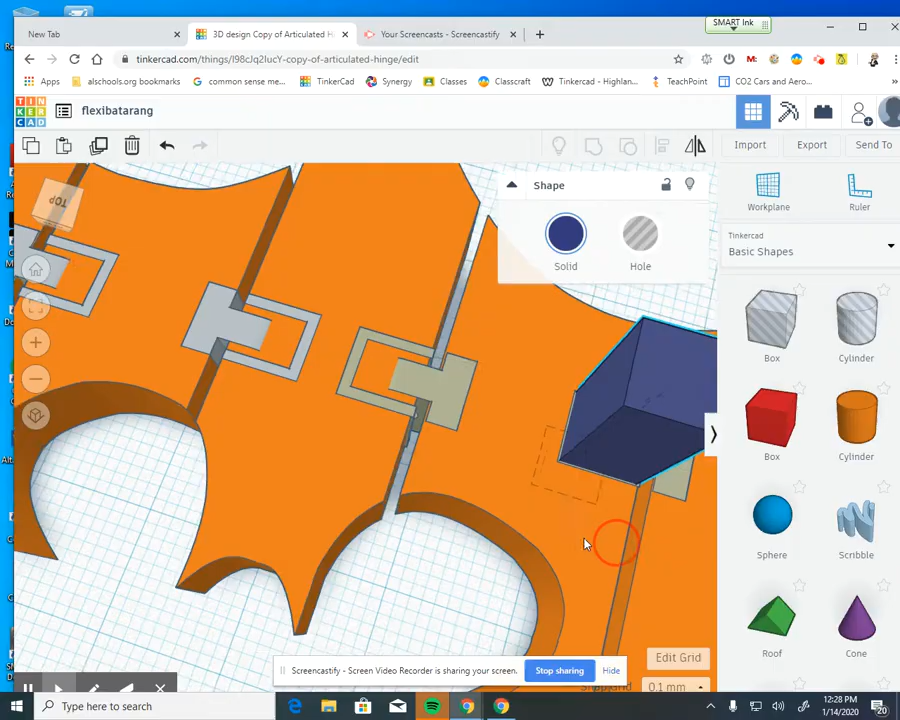 SMART Ink
New Tab
3D design Copy of Articulated H
Your Screencasts - Screencastify
tinkercad.com/things/l98cJq2lucY-copy-of-articulated-hinge/edit
Apps
alschools.org bookmarks
common sense me...
TinkerCad
Synergy
Classes
Classcraft
Tinkercad - Highlan...
TeachPoint
CO2 Cars and Aero...
TIN
KER
CAD
flexibatarang
Import
Export
Send To
Shape
Solid
Hole
Workplane
Ruler
Tinkercad
Basic Shapes
TOP
Box
Cylinder
Box
Cylinder
Sphere
Scribble
Roof
Cone
Edit Grid
Snap Grid
0.1 mm
Screencastify - Screen Video Recorder is sharing your screen.
Stop sharing
Hide
Type here to search
12:28 PM
1/14/2020
20